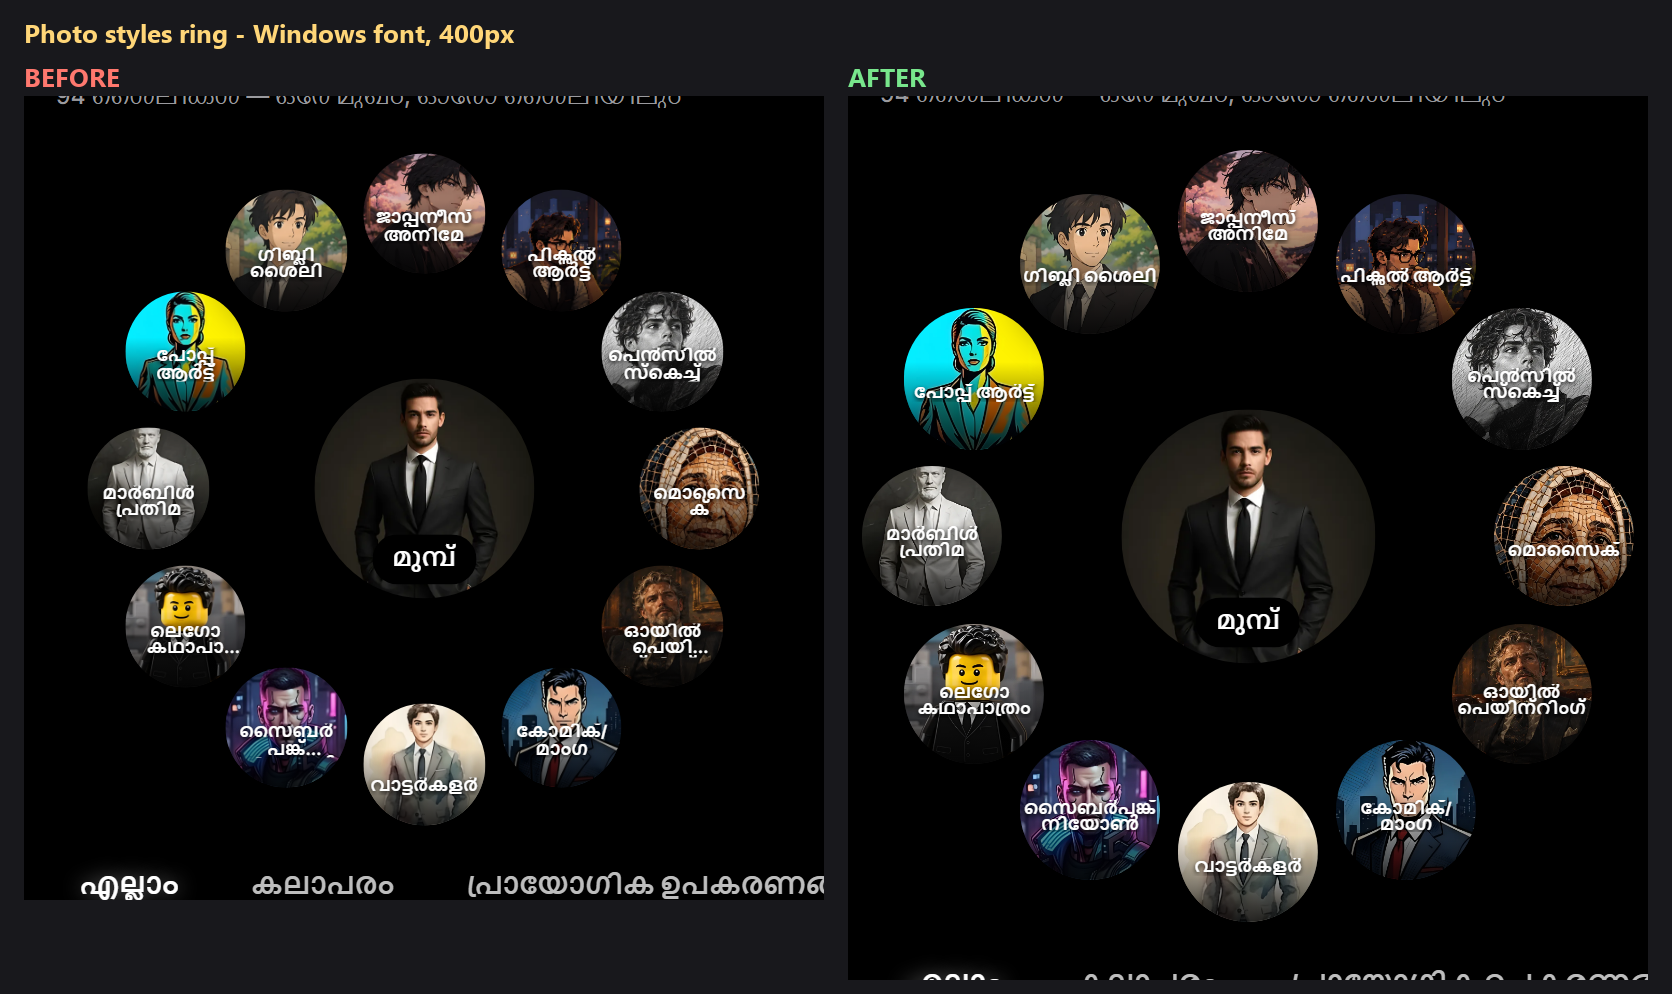 Photo styles ring - Windows font, 400px
BEFORE
ജാപ്പനീസ്
അനിമേ
ഗിബ്ലി
ശൈലി
പിക്സൽ
ആർട്ട്
പോപ്പ്
ആർട്ട്
പെൻസിൽ
സ്കെച്ച്
മാർബിൾ
പ്രതിമ
മൊസൈ
ക്
മുമ്പ്
ലെഗോ
കഥാപാ...
ഓയിൽ
പെയി...
സൈബർ
പങ്ക്...
വാട്ടർകളർ
കോമിക്/
മാംഗ
എല്ലാം
കലാപരം
പ്രായോഗിക
AFTER
ജാപ്പനീസ്
അനിമേ
ഗിബ്ലി ശൈലി
പിക്സൽ ആർട്ട്
പോപ്പ് ആർട്ട്
പെൻസിൽ
സ്കെച്ച്
മാർബിൾ
പ്രതിമ
മൊസൈക്
മുമ്പ്
ലെഗോ
കഥാപാത്രം
ഓയിൽ
പെയിന്റിംഗ്
സൈബർപങ്ക്
നിയോൺ
വാട്ടർകളർ
കോമിക്/
മാംഗ